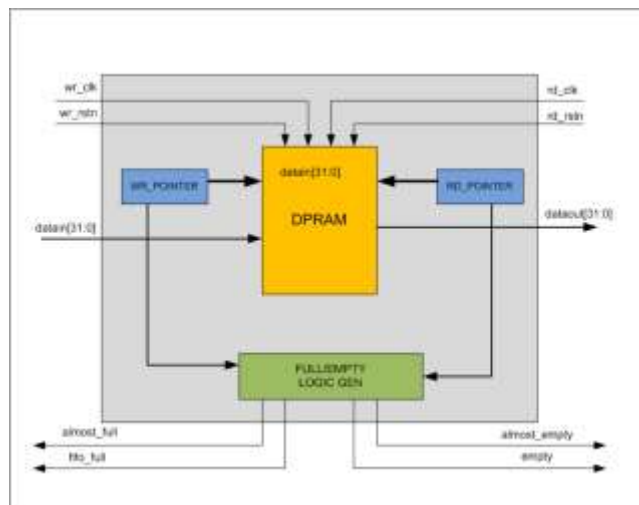 wr_clk
rd_clk
wr_rstn
rd_rstn
datain[31:0]
WR_POINTER
RD_POINTER
DPRAM
datain[31:0]
dataout[31:0]
FULL/EMPTY
LOGIC GEN
almost_full
almost_empty
fifo_full
empty